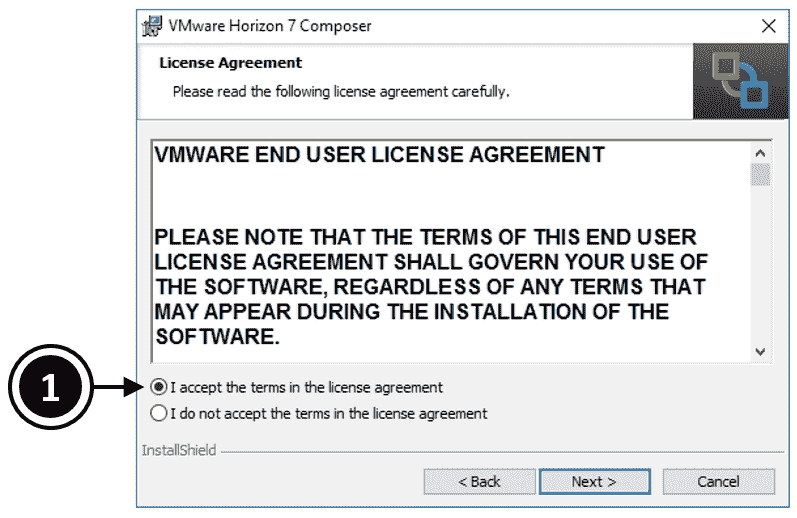 VMware Horizon 7 Composer
License Agreement
Please read the following license agreement carefully.
VMWARE END USER LICENSE AGREEMENT
PLEASE NOTE THAT THE TERMS OF THIS END USER
LICENSE AGREEMENT SHALL GOVERN YOUR USE OF
THE SOFTWARE, REGARDLESS OF ANY TERMS THAT
MAY APPEAR DURING THE INSTALLATION OF THE
SOFTWARE.
1
I accept the terms in the license agreement
I do not accept the terms in the license agreement
InstallShield
< Back
Next >
Cancel